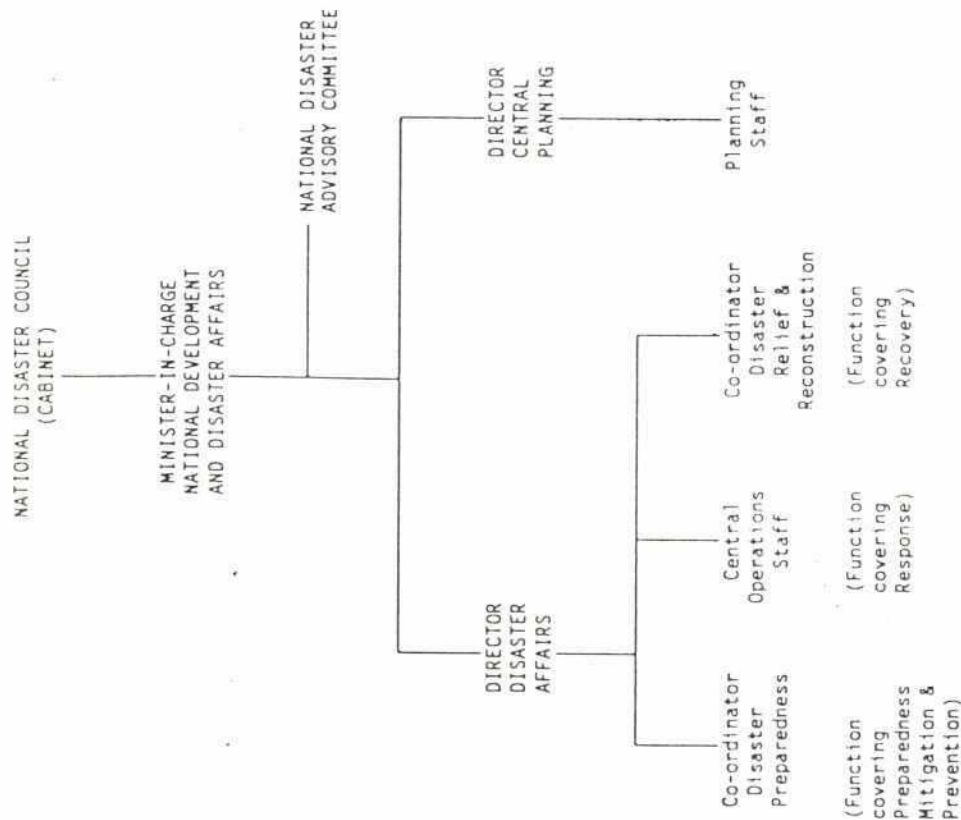 NATIONAL DISASTER COUNCIL
(CABINET)
MINISTER-IN-CHARGE
NATIONAL DEVELOPMENT
AND DISASTER AFFAIRS
NATIONAL DISASTER
ADVISORY COMMITTEE
DIRECTOR
DISASTER
AFFAIRS
DIRECTOR
CENTRAL
PLANNING
Co-ordinator
Disaster
Preparedness
(Function
covering
Preparedness
Mitigation &
Prevention)
Central
Operations
Staff
(Function
covering
Response)
Co-ordinator
Disaster
Relief &
Reconstruction
(Function
covering
Recovery)
Planning
Staff